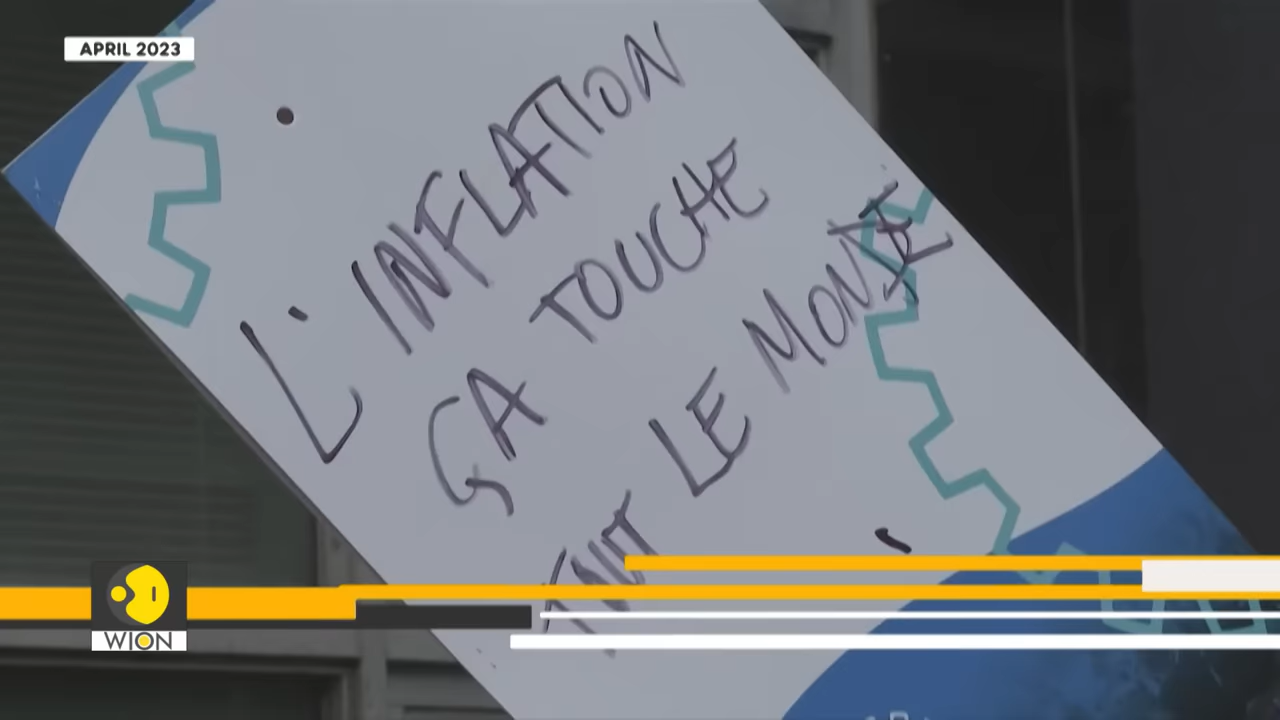 APRIL 2023
L'INFLATION
ÇA TOUCHE
TOUT LE MONDE
WION